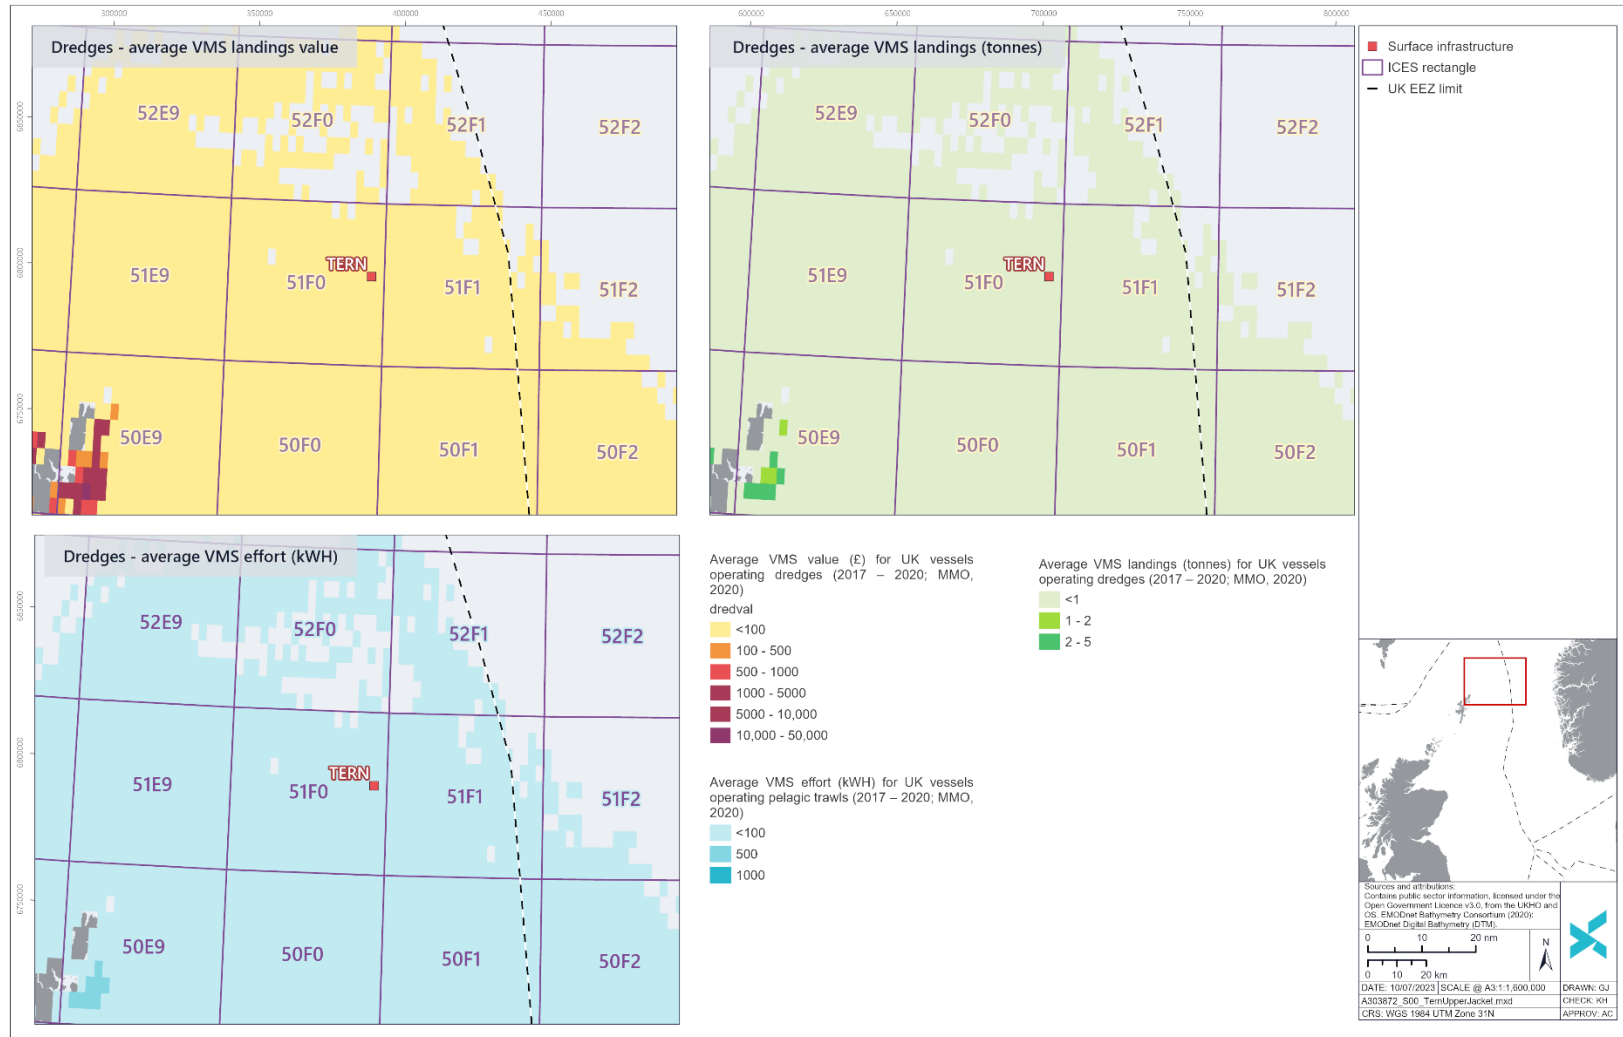 300000 350000 400000 450000 600000 650000 700000 750000 800000
Dredges - average VMS landings value
6850000
52E9 52F0 52F1 52F2
6800000
TERN
51E9 51F0 51F1 51F2
6750000
50E9 50F0 50F1 50F2
Dredges - average VMS landings (tonnes)
52E9 52F0 52F1 52F2
TERN
51E9 51F0 51F1 51F2
50E9 50F0 50F1 50F2
Surface infrastructure
ICES rectangle
UK EEZ limit
Dredges - average VMS effort (kWH)
6850000
52E9 52F0 52F1 52F2
6800000
TERN
51E9 51F0 51F1 51F2
6750000
50E9 50F0 50F1 50F2
Average VMS value (£) for UK vessels
operating dredges (2017 – 2020; MMO,
2020)
dredval
<100
100 - 500
500 - 1000
1000 - 5000
5000 - 10,000
10,000 - 50,000
Average VMS effort (kWH) for UK vessels
operating pelagic trawls (2017 – 2020; MMO,
2020)
<100
500
1000
Average VMS landings (tonnes) for UK vessels
operating dredges (2017 – 2020; MMO, 2020)
<1
1 - 2
2 - 5
Sources and attributions:
Contains public sector information, licensed under the
Open Government Licence v3.0, from the UKHO and
OS. EMODnet Bathymetry Consortium (2020):
EMODnet Digital Bathymetry (DTM).
0 10 20 nm
0 10 20 km
N
DATE: 10/07/2023 SCALE @ A3:1:1,600,000 DRAWN: GJ
A303872_S00_TernUpperJacket.mxd CHECK: KH
CRS: WGS 1984 UTM Zone 31N APPROV: AC